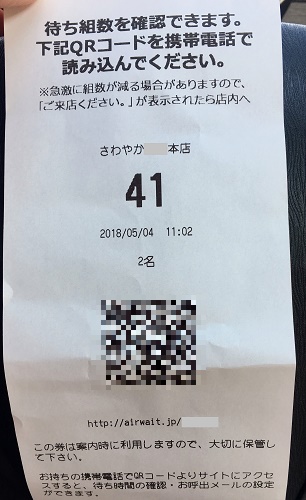 待ち組数を確認できます。
下記QRコードを携帯電話で
読み込んでください。
※急激に組数が減る場合がありますので、
「ご来店ください。」が表示されたら店内へ
さわやか 本店
41
2018/05/04 11:02
2名
http://airwait.jp/
この券は案内時に利用しますので、大切に保管し
て下さい。
お持ちの携帯電話でQRコードよりサイトにアクセ
スすると、待ち時間の確認・お呼出メールの設定
ができます。